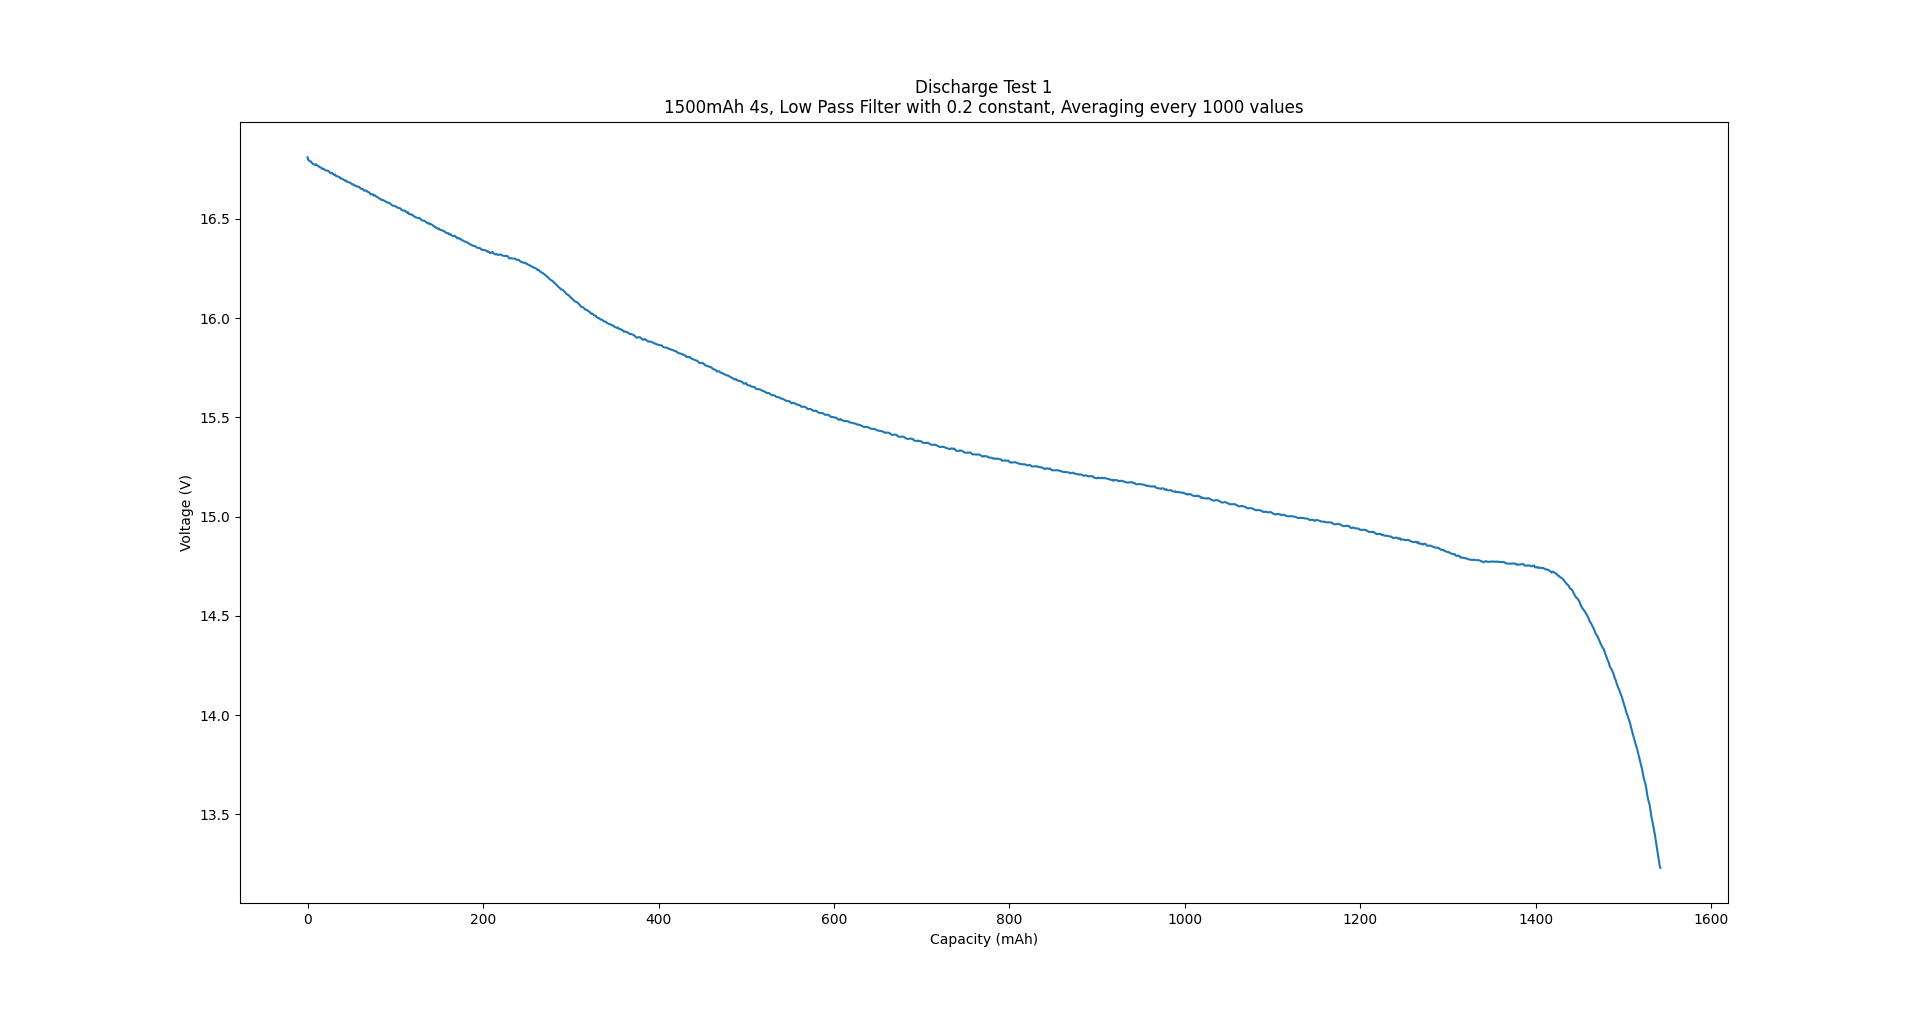 Discharge Test 1
1500mAh 4s, Low Pass Filter with 0.2 constant, Averaging every 1000 values
16.5
16.0
15.5
15.0
14.5
14.0
13.5
Voltage (V)
0 200 400 600 800 1000 1200 1400 1600
Capacity (mAh)